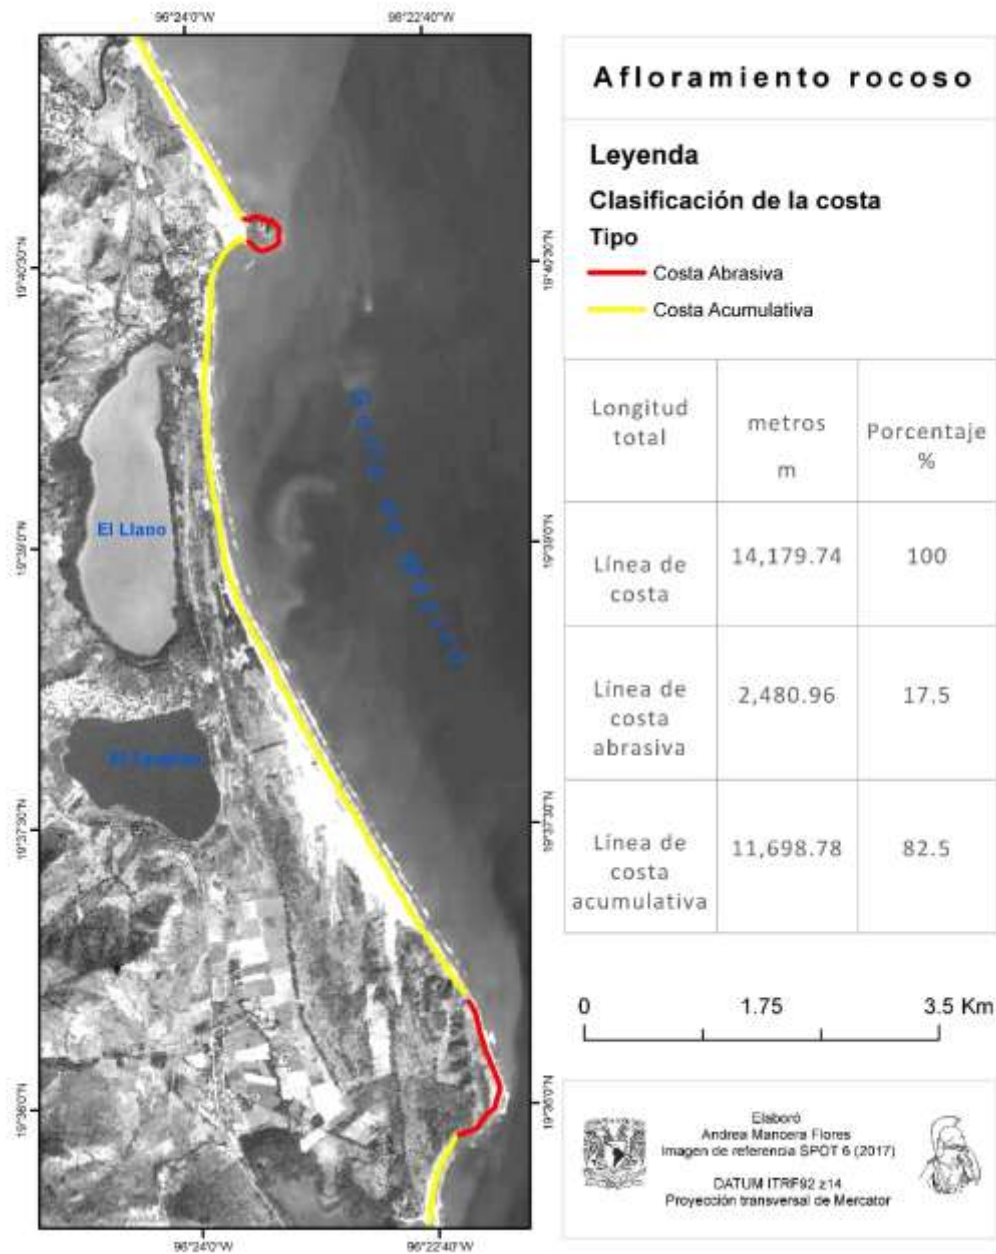 96°24'0"W
96°22'40"W
19°40'30"N
19°39'0"N
19°37'30"N
19°36'0"N
El Llano
Golfo de México
19°40'30"N
19°39'0"N
19°37'30"N
19°36'0"N
96°24'0"W
96°22'40"W
Afloramiento rocoso
Leyenda
Clasificación de la costa
Tipo
Costa Abrasiva
Costa Acumulativa
Longitud total
metros m
Porcentaje %
Línea de costa
14,179.74
100
Línea de costa abrasiva
2,480.96
17.5
Línea de costa acumulativa
11,698.78
82.5
0
1.75
3.5 Km
Elaboró
Andrea Mancera Flores
Imagen de referencia SPOT 6 (2017)
DATUM ITRF92 z14
Proyección transversal de Mercator